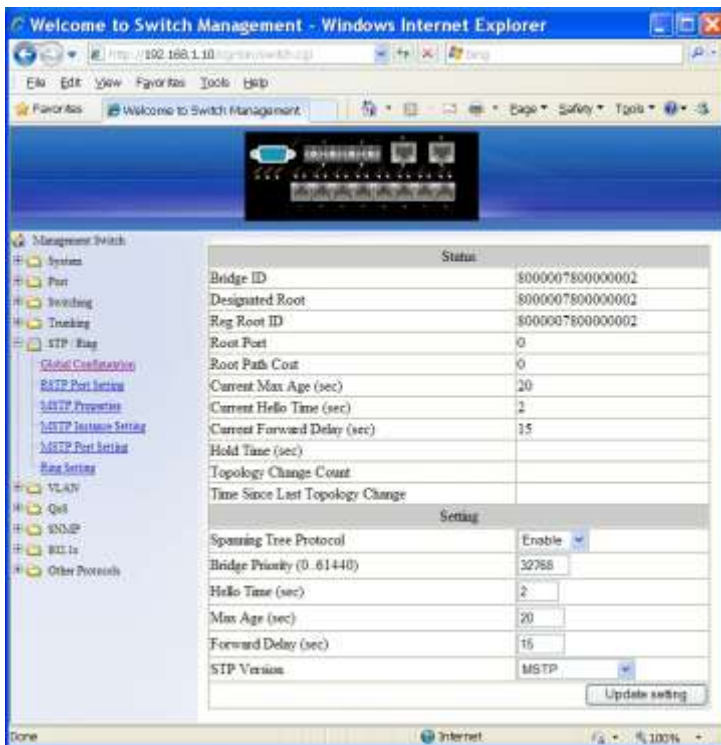 Welcome to Switch Management - Windows Internet Explorer
http://192.168.1.10
bing
File Edit View Favorites Tools Help
Favorites Welcome to Switch Management Page Safety Tools
Management Switch
System
Port
Switching
Trunking
STP / Ring
Global Configuration
RSTP Port Setting
MSTP Properties
MSTP Instance Setting
MSTP Port Setting
Ring Setting
VLAN
QoS
SNMP
802.1x
Other Protocols
Status
Bridge ID 8000007800000002
Designated Root 8000007800000002
Reg Root ID 8000007800000002
Root Port 0
Root Path Cost 0
Current Max Age (sec) 20
Current Hello Time (sec) 2
Current Forward Delay (sec) 15
Hold Time (sec)
Topology Change Count
Time Since Last Topology Change
Setting
Spanning Tree Protocol Enable
Bridge Priority (0..61440) 32768
Hello Time (sec) 2
Max Age (sec) 20
Forward Delay (sec) 15
STP Version MSTP
Update setting
Done Internet 100%